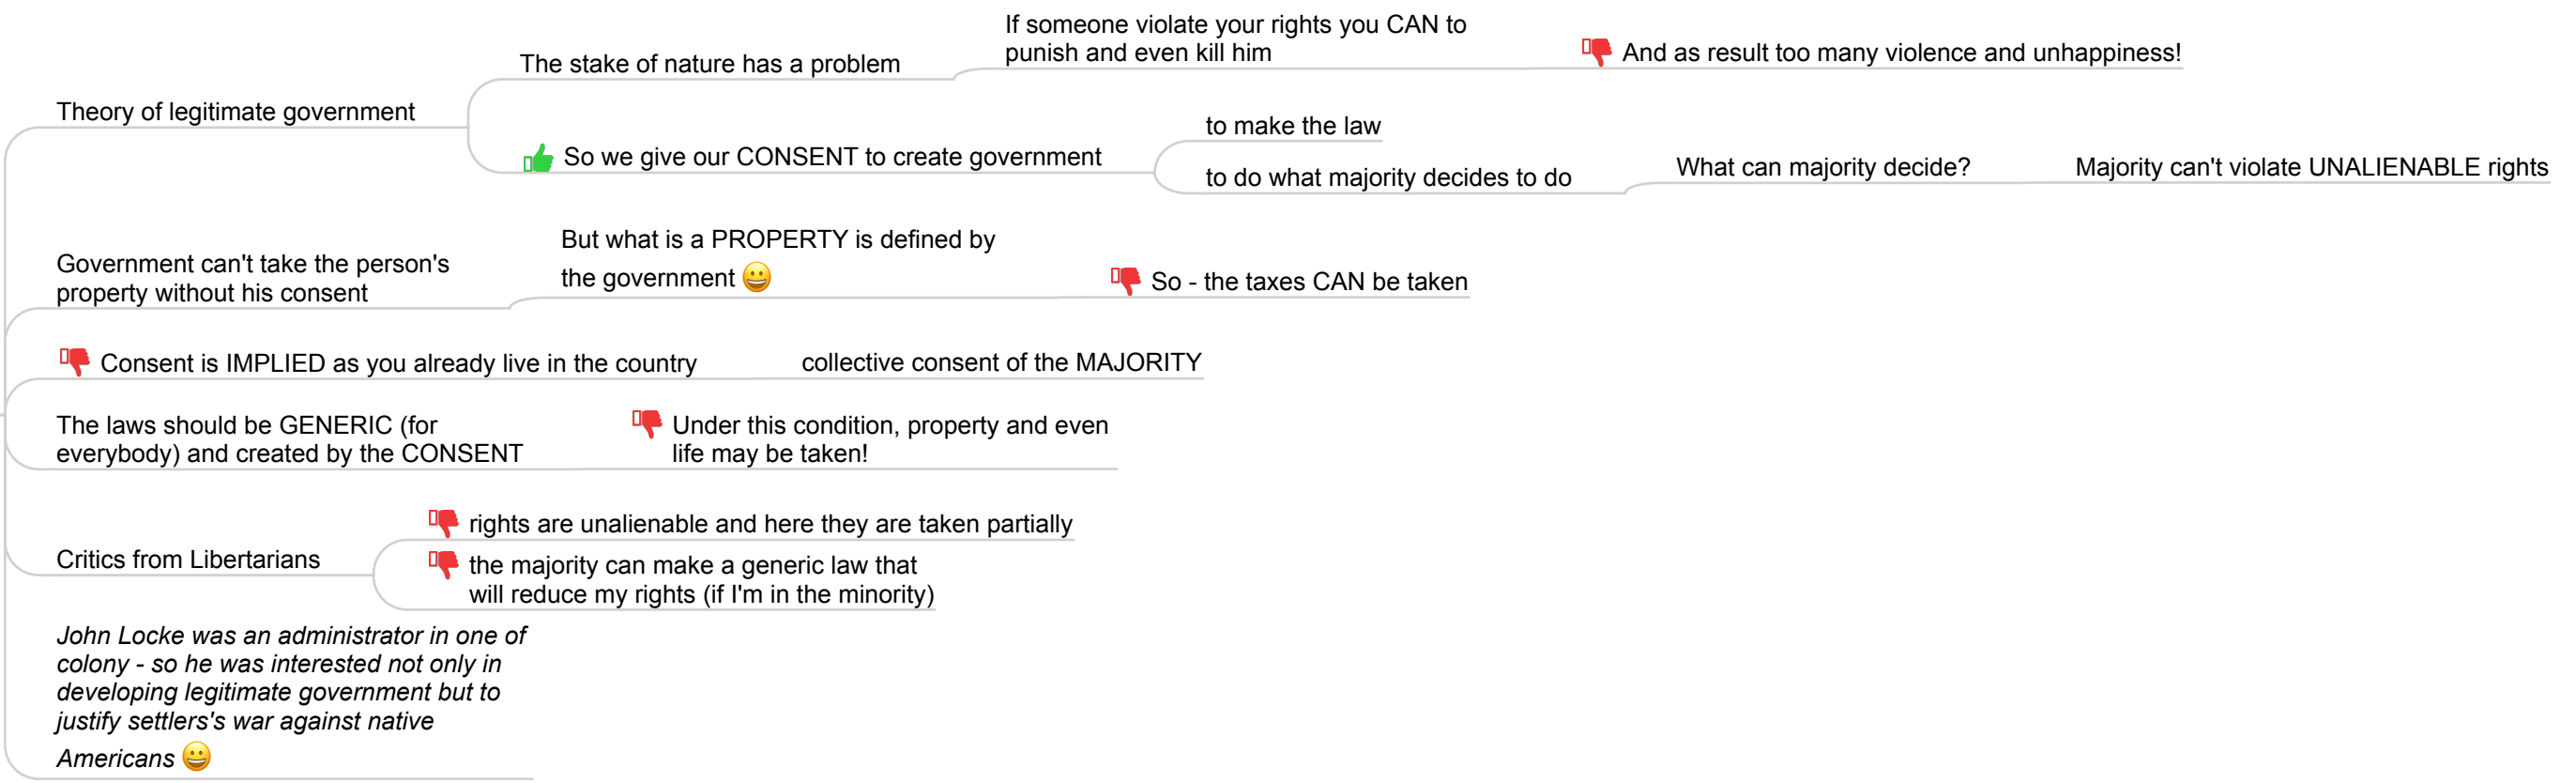 Theory of legitimate government
The stake of nature has a problem
If someone violate your rights you CAN to
punish and even kill him
And as result too many violence and unhappiness!
So we give our CONSENT to create government
to make the law
to do what majority decides to do
What can majority decide?
Majority can't violate UNALIENABLE rights
Government can't take the person's
property without his consent
But what is a PROPERTY is defined by
the government 😀
So - the taxes CAN be taken
Consent is IMPLIED as you already live in the country
collective consent of the MAJORITY
The laws should be GENERIC (for
everybody) and created by the CONSENT
Under this condition, property and even
life may be taken!
Critics from Libertarians
rights are unalienable and here they are taken partially
the majority can make a generic law that
will reduce my rights (if I'm in the minority)
John Locke was an administrator in one of
colony - so he was interested not only in
developing legitimate government but to
justify settlers's war against native
Americans 😀